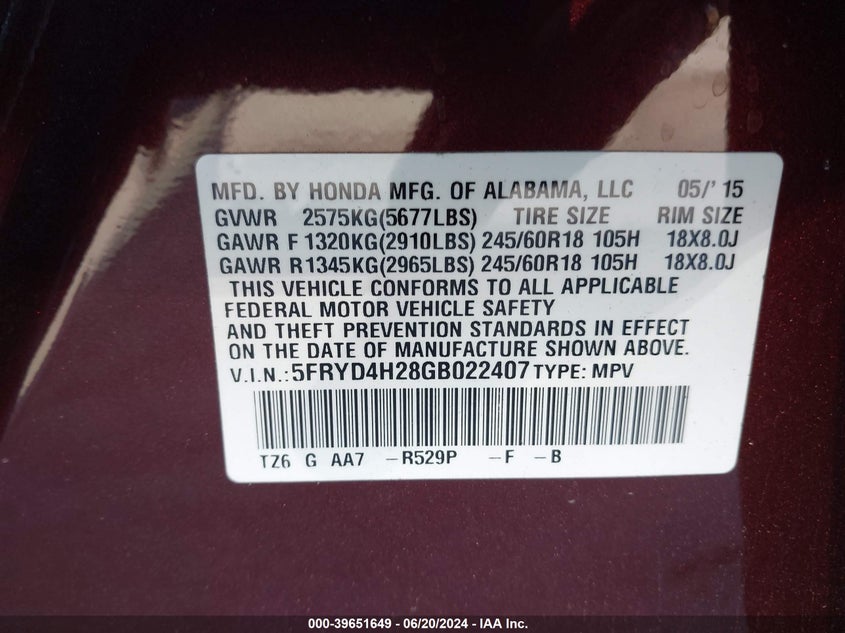 MFD. BY HONDA MFG. OF ALABAMA, LLC 05/'15
GVWR 2575KG(5677LBS) TIRE SIZE RIM SIZE
GAWR F 1320KG(2910LBS) 245/60R18 105H 18X8.0J
GAWR R1345KG(2965LBS) 245/60R18 105H 18X8.0J
THIS VEHICLE CONFORMS TO ALL APPLICABLE
FEDERAL MOTOR VEHICLE SAFETY
AND THEFT PREVENTION STANDARDS IN EFFECT
ON THE DATE OF MANUFACTURE SHOWN ABOVE.
V.I.N.:5FRYD4H28GB022407 TYPE: MPV
TZ6 G AA7 -R529P -F -B
000-39651649 - 06/20/2024 - IAA Inc.